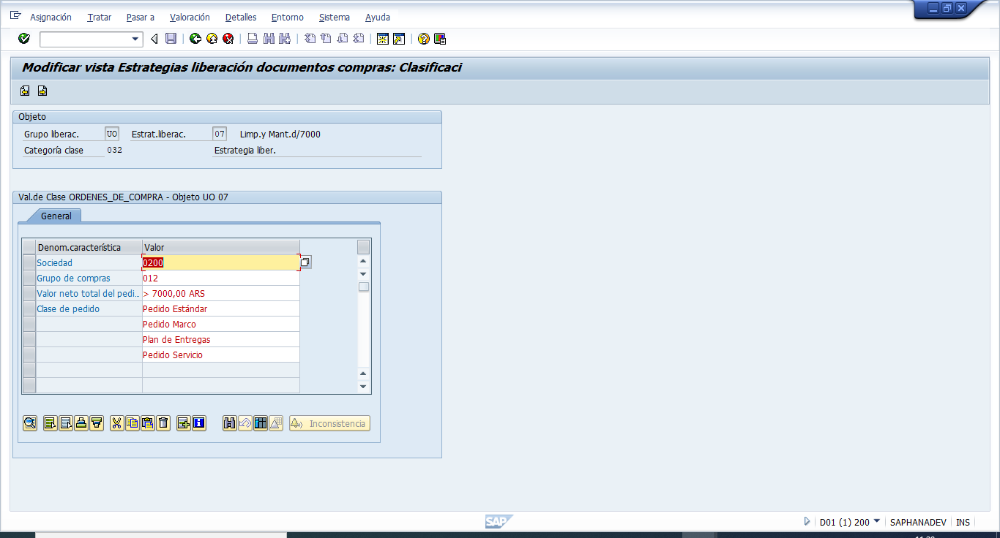 Asignación Tratar Pasar a Valoración Detalles Entorno Sistema Ayuda
Modificar vista Estrategias liberación documentos compras: Clasificaci
Objeto
Grupo liberac. UO Estrat.liberac. 07 Limp.y Mant.d/7000
Categoría clase 032 Estrategia liber.
Val.de Clase ORDENES_DE_COMPRA - Objeto UO 07
General
Denom.característica Valor
Sociedad 0200
Grupo de compras 012
Valor neto total del pedi... > 7000,00 ARS
Clase de pedido Pedido Estándar
Pedido Marco
Plan de Entregas
Pedido Servicio
Inconsistencia
SAP D01 (1) 200 SAPHANADEV INS